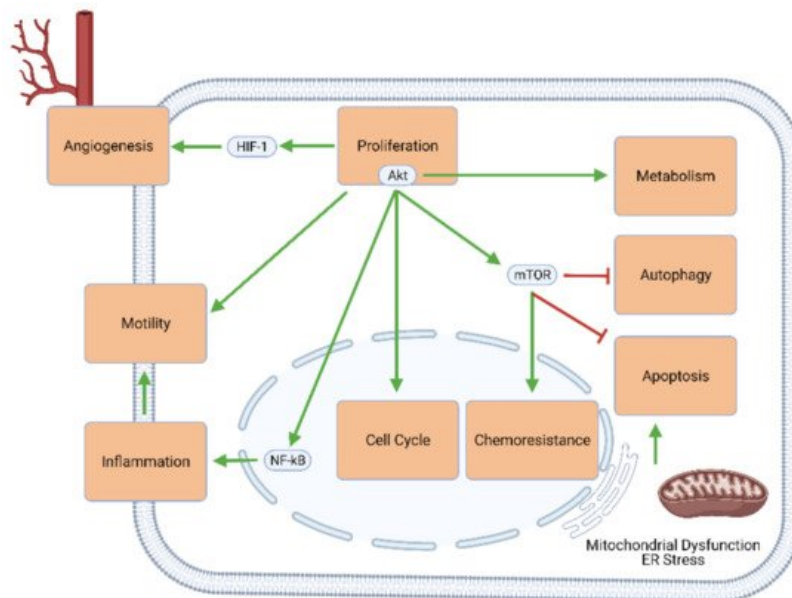 Angiogenesis
HIF-1
Proliferation
Akt
Metabolism
mTOR
Autophagy
Motility
Apoptosis
Inflammation
NF-kB
Cell Cycle
Chemoresistance
Mitochondrial Dysfunction
ER Stress